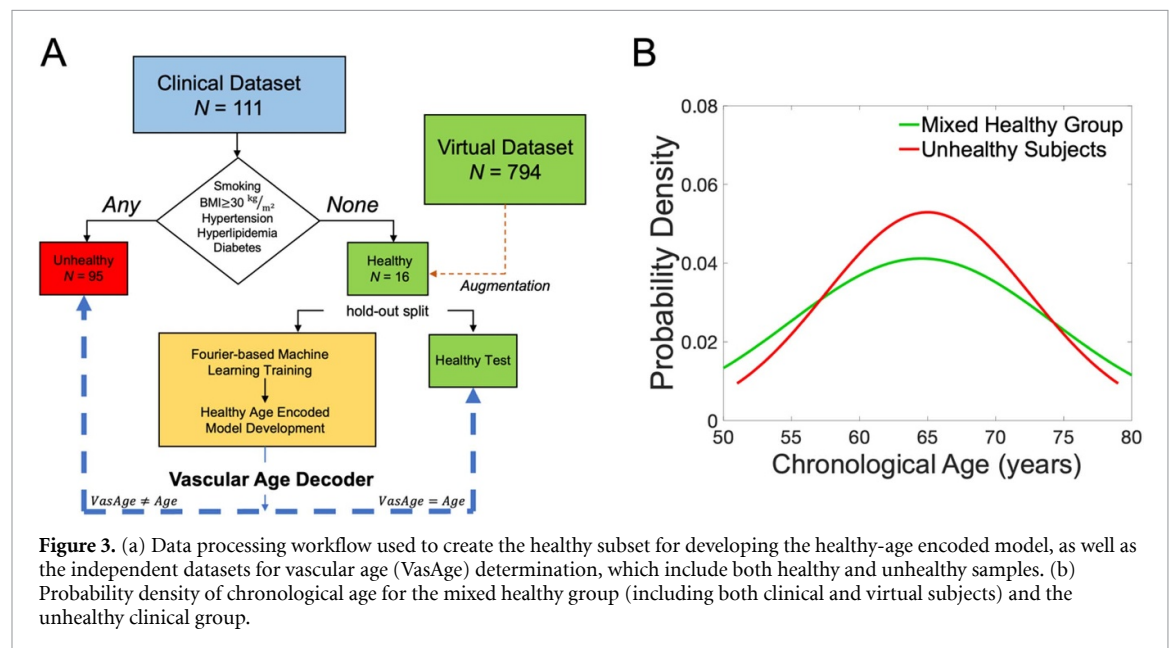 A
Clinical Dataset
N = 111
Virtual Dataset
N = 794
Smoking
BMI≥30 kg/m²
Hypertension
Hyperlipidemia
Diabetes
Any
None
Unhealthy
N = 95
Healthy
N = 16
Augmentation
hold-out split
Fourier-based Machine
Learning Training
Healthy Age Encoded
Model Development
Healthy Test
Vascular Age Decoder
VasAge ≠ Age
VasAge = Age
B
Probability Density
0.08
0.06
0.04
0.02
0
Mixed Healthy Group
Unhealthy Subjects
50 55 60 65 70 75 80
Chronological Age (years)
Figure 3. (a) Data processing workflow used to create the healthy subset for developing the healthy-age encoded model, as well as
the independent datasets for vascular age (VasAge) determination, which include both healthy and unhealthy samples. (b)
Probability density of chronological age for the mixed healthy group (including both clinical and virtual subjects) and the
unhealthy clinical group.